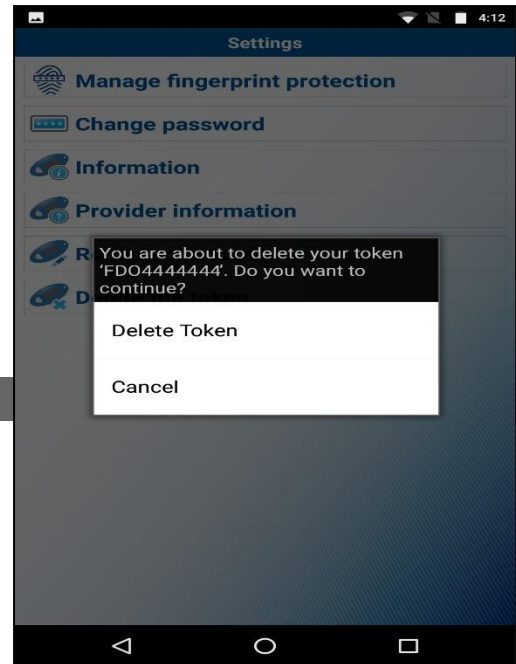 4:12
Settings
Manage fingerprint protection
Change password
Information
Provider information
R
You are about to delete your token
'FDO4444444'. Do you want to
continue?
D
Delete Token
Cancel